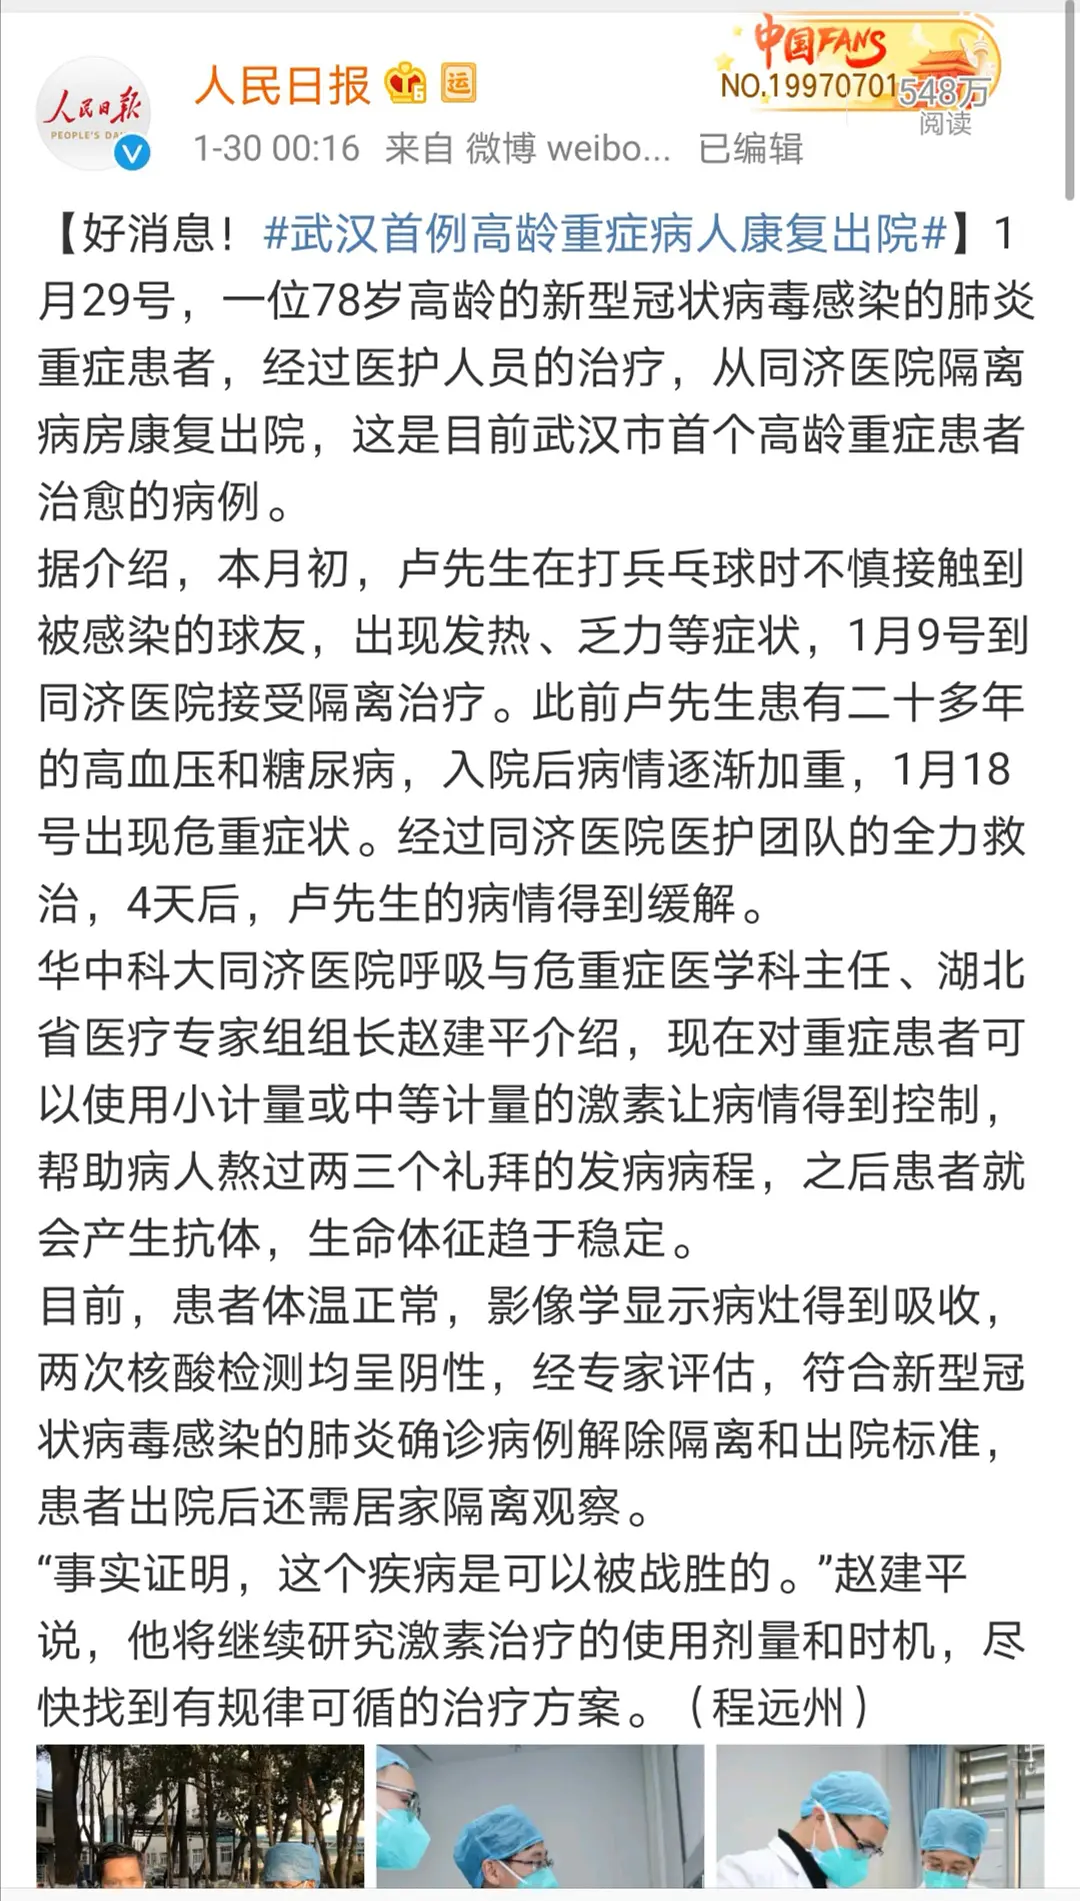 中国FANS
人民日报
运
NO.19970701
548万
阅读
人民日报
PEOPLE'S DA
1-30 00:16 来自 微博 weibo... 已编辑
【好消息！#武汉首例高龄重症病人康复出院#】1
月29号，一位78岁高龄的新型冠状病毒感染的肺炎
重症患者，经过医护人员的治疗，从同济医院隔离
病房康复出院，这是目前武汉市首个高龄重症患者
治愈的病例。
据介绍，本月初，卢先生在打乒乓球时不慎接触到
被感染的球友，出现发热、乏力等症状，1月9号到
同济医院接受隔离治疗。此前卢先生患有二十多年
的高血压和糖尿病，入院后病情逐渐加重，1月18
号出现危重症状。经过同济医院医护团队的全力救
治，4天后，卢先生的病情得到缓解。
华中科大同济医院呼吸与危重症医学科主任、湖北
省医疗专家组组长赵建平介绍，现在对重症患者可
以使用小计量或中等计量的激素让病情得到控制，
帮助病人熬过两三个礼拜的发病病程，之后患者就
会产生抗体，生命体征趋于稳定。
目前，患者体温正常，影像学显示病灶得到吸收，
两次核酸检测均呈阴性，经专家评估，符合新型冠
状病毒感染的肺炎确诊病例解除隔离和出院标准，
患者出院后还需居家隔离观察。
“事实证明，这个疾病是可以被战胜的。”赵建平
说，他将继续研究激素治疗的使用剂量和时机，尽
快找到有规律可循的治疗方案。（程远州）